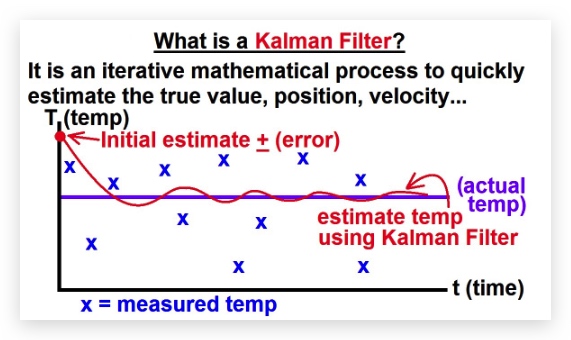 What is a Kalman Filter?
It is an iterative mathematical process to quickly
estimate the true value, position, velocity...
T (temp)
Initial estimate ± (error)
x x x x x x
(actual
temp)
estimate temp
using Kalman Filter
x x x x x
t (time)
x = measured temp